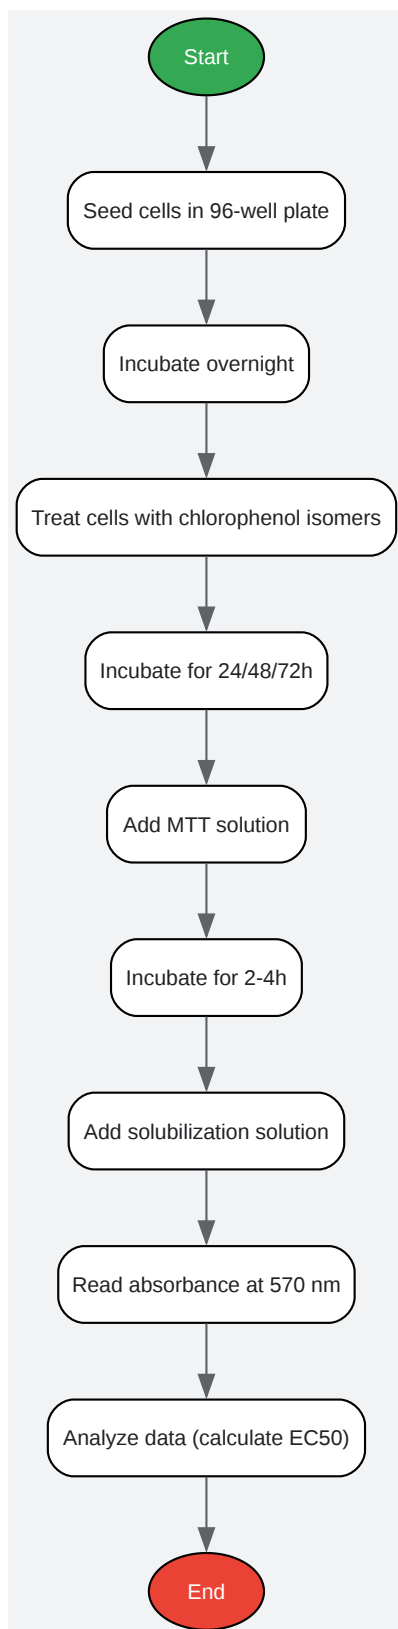 Start
Seed cells in 96-well plate
Incubate overnight
Treat cells with chlorophenol isomers
Incubate for 24/48/72h
Add MTT solution
Incubate for 2-4h
Add solubilization solution
Read absorbance at 570 nm
Analyze data (calculate EC50)
End